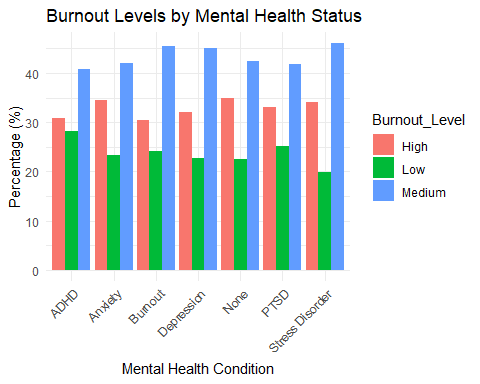 Burnout Levels by Mental Health Status
Percentage (%)
40
30
20
10
0
ADHD
Anxiety
Burnout
Depression
None
PTSD
Stress Disorder
Mental Health Condition
Burnout_Level
High
Low
Medium